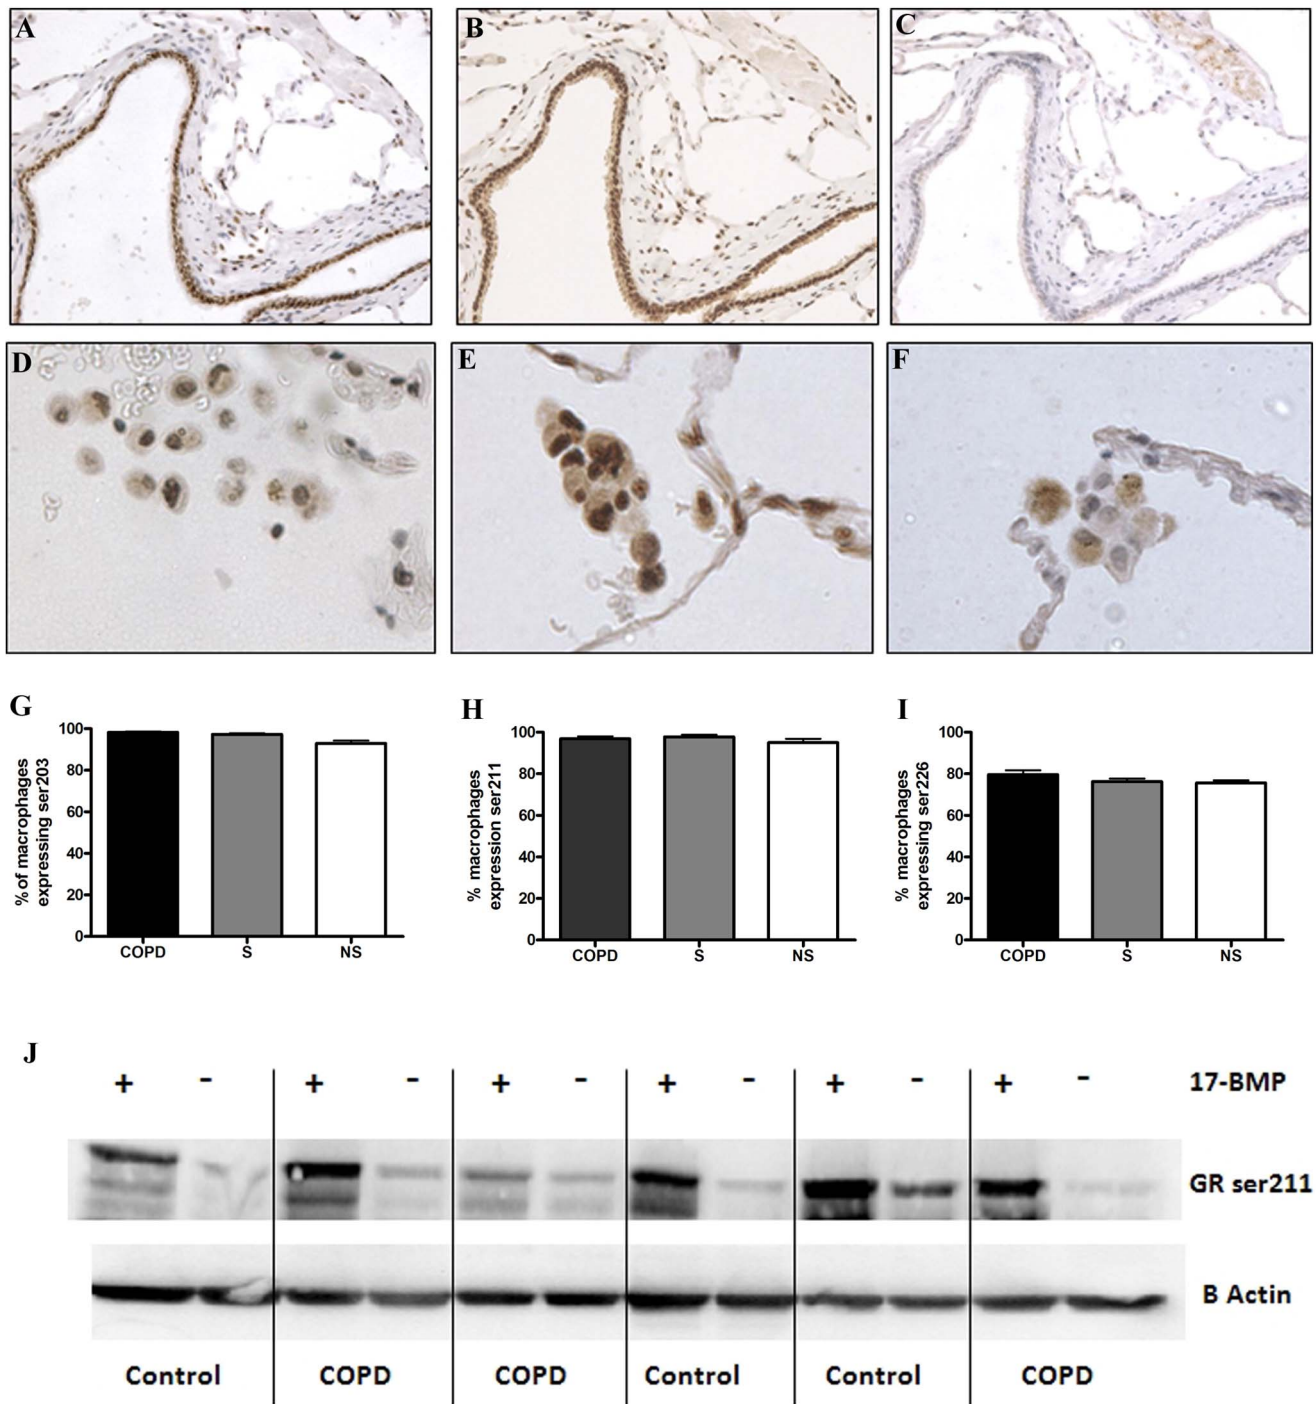 A B C
D E F
G H I
% of macrophages
expressing ser203
100
80
60
40
20
0
COPD S NS
% macrophages
expression ser211
100
80
60
40
20
0
COPD S NS
% macrophages
expressing ser226
100
80
60
40
20
0
COPD S NS
J
+ - + - + - + - + - + - 17-BMP
GR ser211
B Actin
Control COPD COPD Control Control COPD